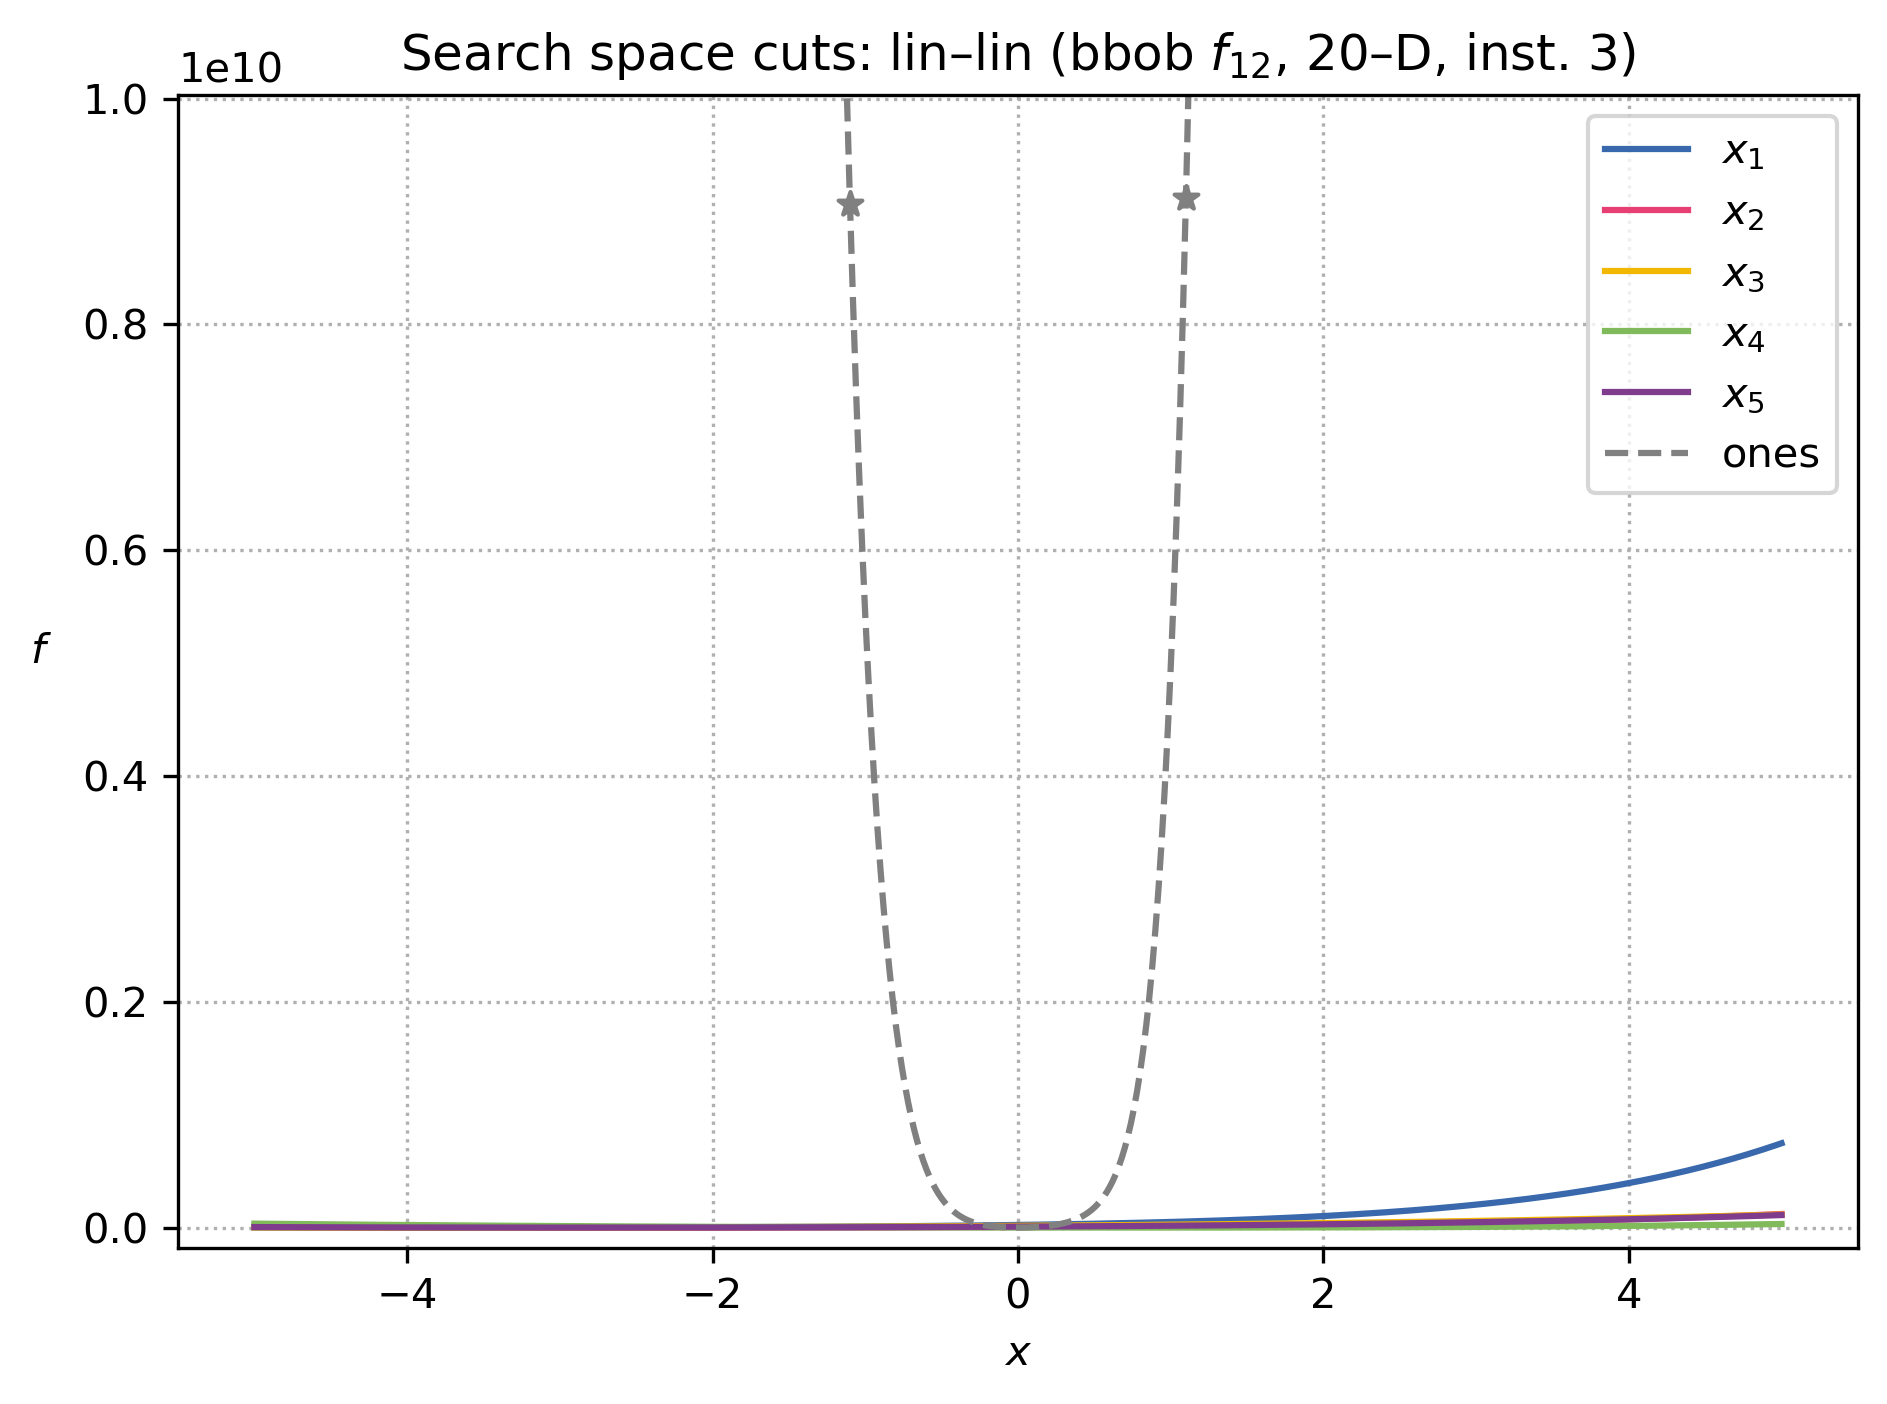 Search space cuts: lin–lin (bbob f₁₂, 20–D, inst. 3)
1e10
1.0
0.8
0.6
0.4
0.2
0.0
f
−4 −2 0 2 4
x
x₁
x₂
x₃
x₄
x₅
ones